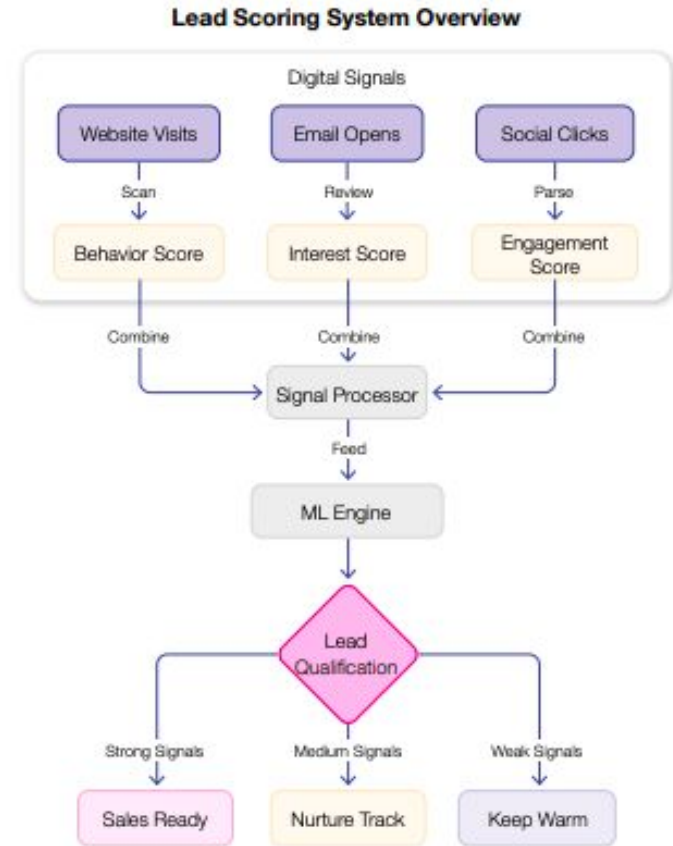 Lead Scoring System Overview
Digital Signals
Website Visits
Email Opens
Social Clicks
Scan
Review
Parse
Behavior Score
Interest Score
Engagement
Score
Combine
Combine
Combine
Signal Processor
Feed
ML Engine
Lead
Qualification
Strong Signals
Medium Signals
Weak Signals
Sales Ready
Nurture Track
Keep Warm